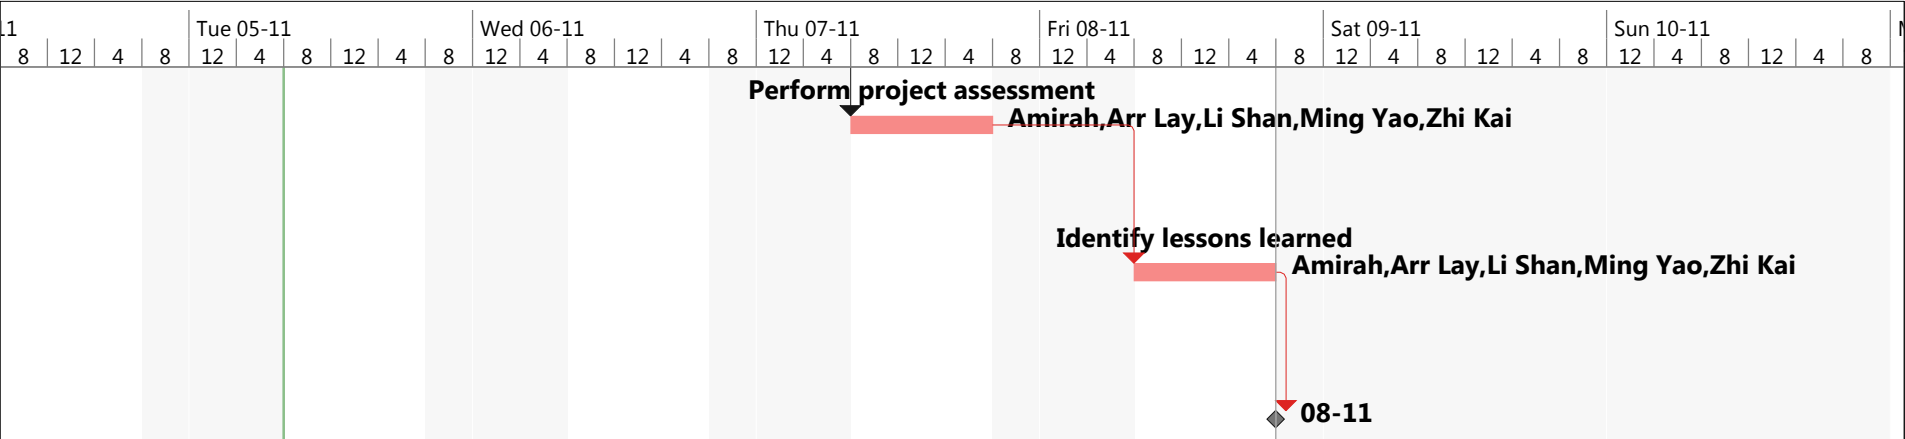 11 Tue 05-11 Wed 06-11 Thu 07-11 Fri 08-11 Sat 09-11 Sun 10-11
8 12 4 8 12 4 8 12 4 8 12 4 8 12 4 8 12 4 8 12 4 8 12 4 8 12 4 8 12 4 8 12 4 8 12 4 8 12 4 8
Perform project assessment
Amirah,Arr Lay,Li Shan,Ming Yao,Zhi Kai
Identify lessons learned
Amirah,Arr Lay,Li Shan,Ming Yao,Zhi Kai
08-11